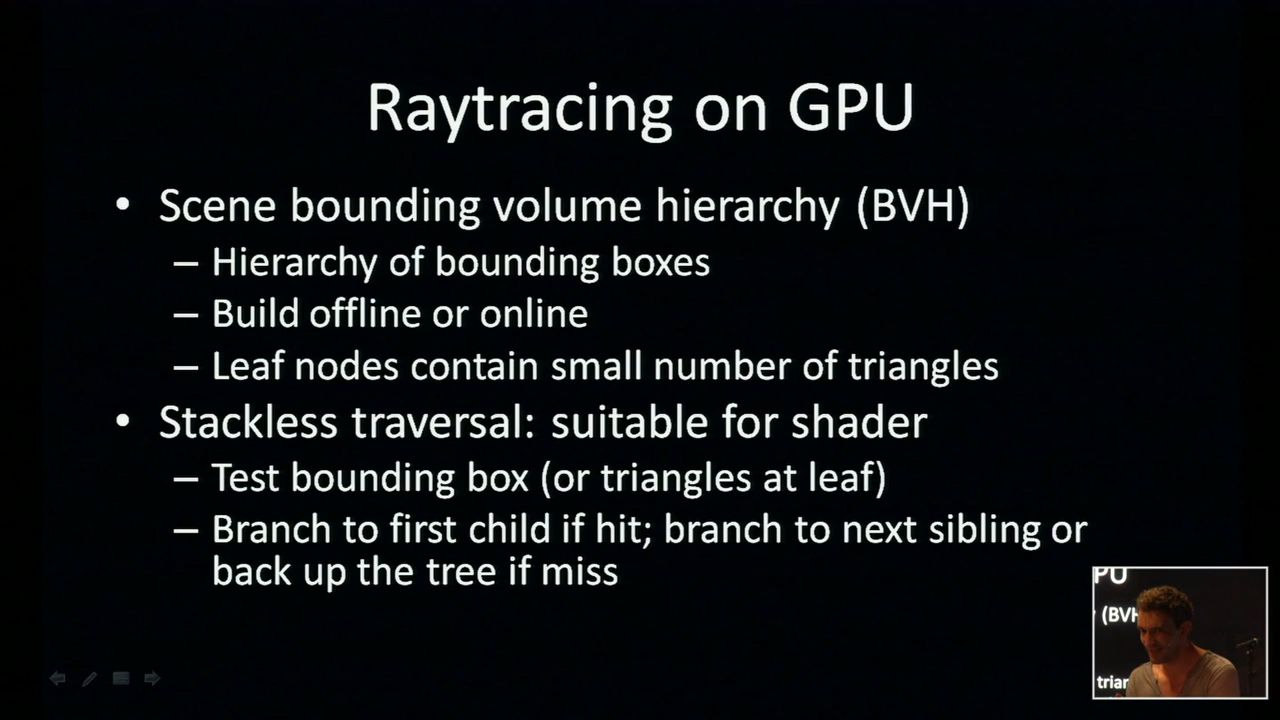 Raytracing on GPU
• Scene bounding volume hierarchy (BVH)
– Hierarchy of bounding boxes
– Build offline or online
– Leaf nodes contain small number of triangles
• Stackless traversal: suitable for shader
– Test bounding box (or triangles at leaf)
– Branch to first child if hit; branch to next sibling or
back up the tree if miss
PU
(BVH
trian